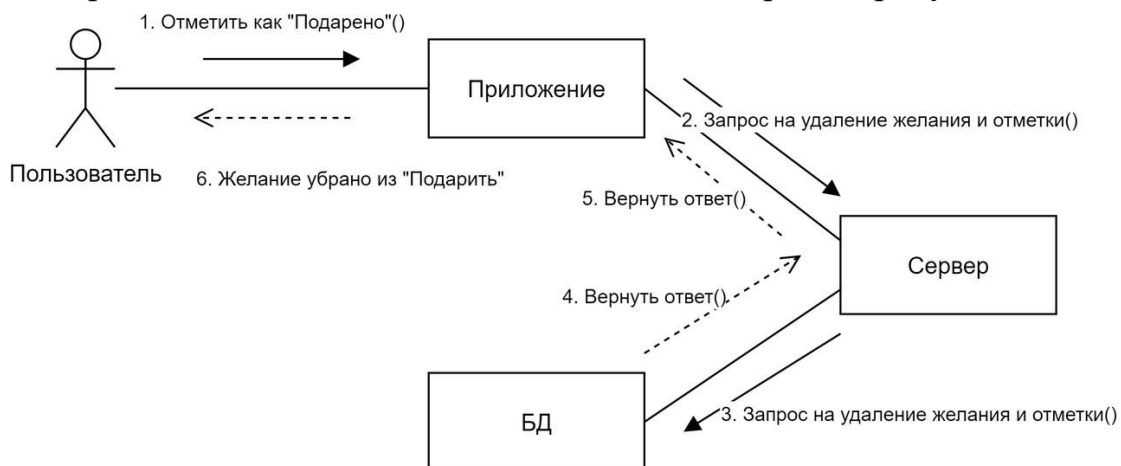 1. Отметить как "Подарено"()
Приложение
2. Запрос на удаление желания и отметки()
Пользователь
6. Желание убрано из "Подарить"
5. Вернуть ответ()
Сервер
4. Вернуть ответ()
БД
3. Запрос на удаление желания и отметки()